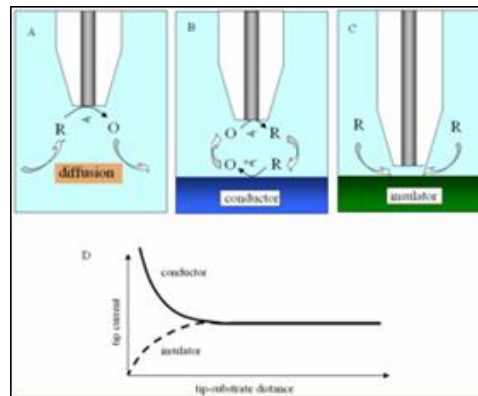 A
R O
diffusion
B
O R
O R
conductor
C
R R
insulator
D
conductor
tip current
insulator
tip-substrate distance